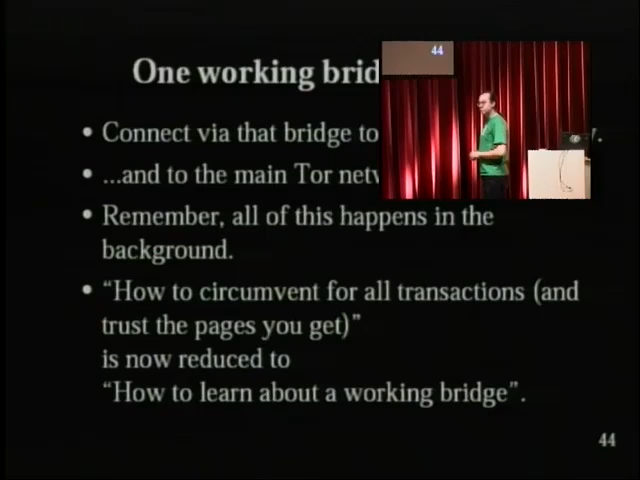 One working brid
44
• Connect via that bridge to
• ...and to the main Tor netw
• Remember, all of this happens in the
background.
• “How to circumvent for all transactions (and
trust the pages you get)”
is now reduced to
“How to learn about a working bridge”.
44